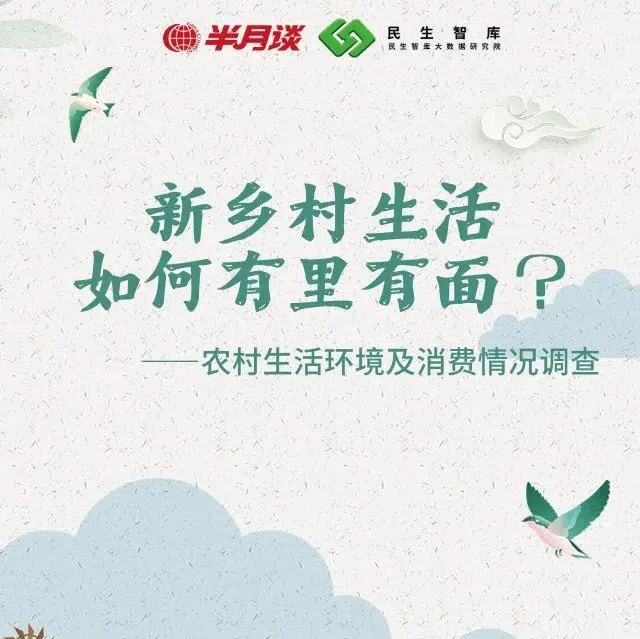 半月谈
民生智库
民生智库大数据研究院
新乡村生活
如何有里有面？
——农村生活环境及消费情况调查